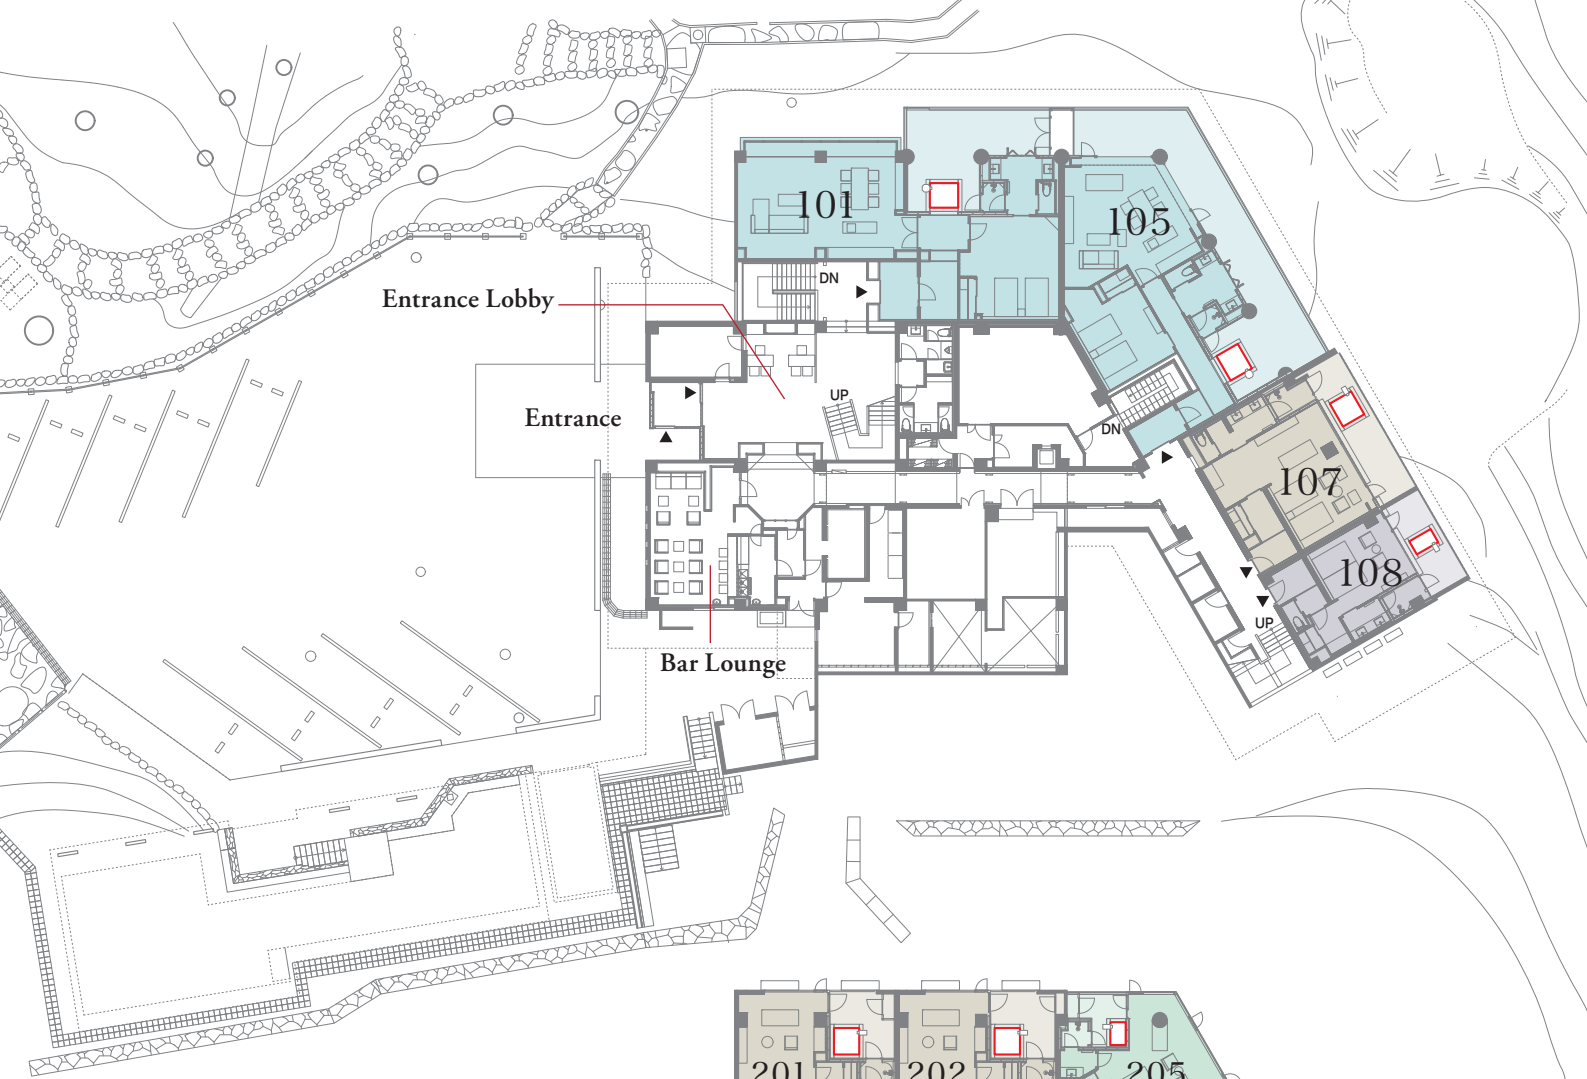 101
105
DN
Entrance Lobby
UP
Entrance
DN
107
108
UP
Bar Lounge
201
202
205